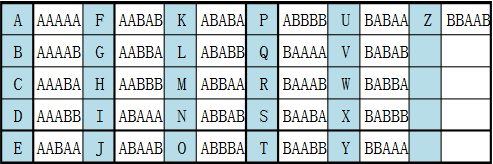 A AAAAA F AABAB K ABABA P ABBBB U BABAA Z BBAAB
B AAAAB G AABBA L ABABB Q BAAAA V BABAB
C AAABA H AABBB M ABBAA R BAAAB W BABBA
D AAABB I ABAAA N ABBAB S BAABA X BABBB
E AABAA J ABAAB O ABBBA T BAABB Y BBAAA